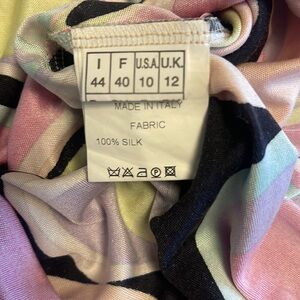 I F U.S.A. U.K.
44 40 10 12
MADE IN ITALY
FABRIC
100% SILK